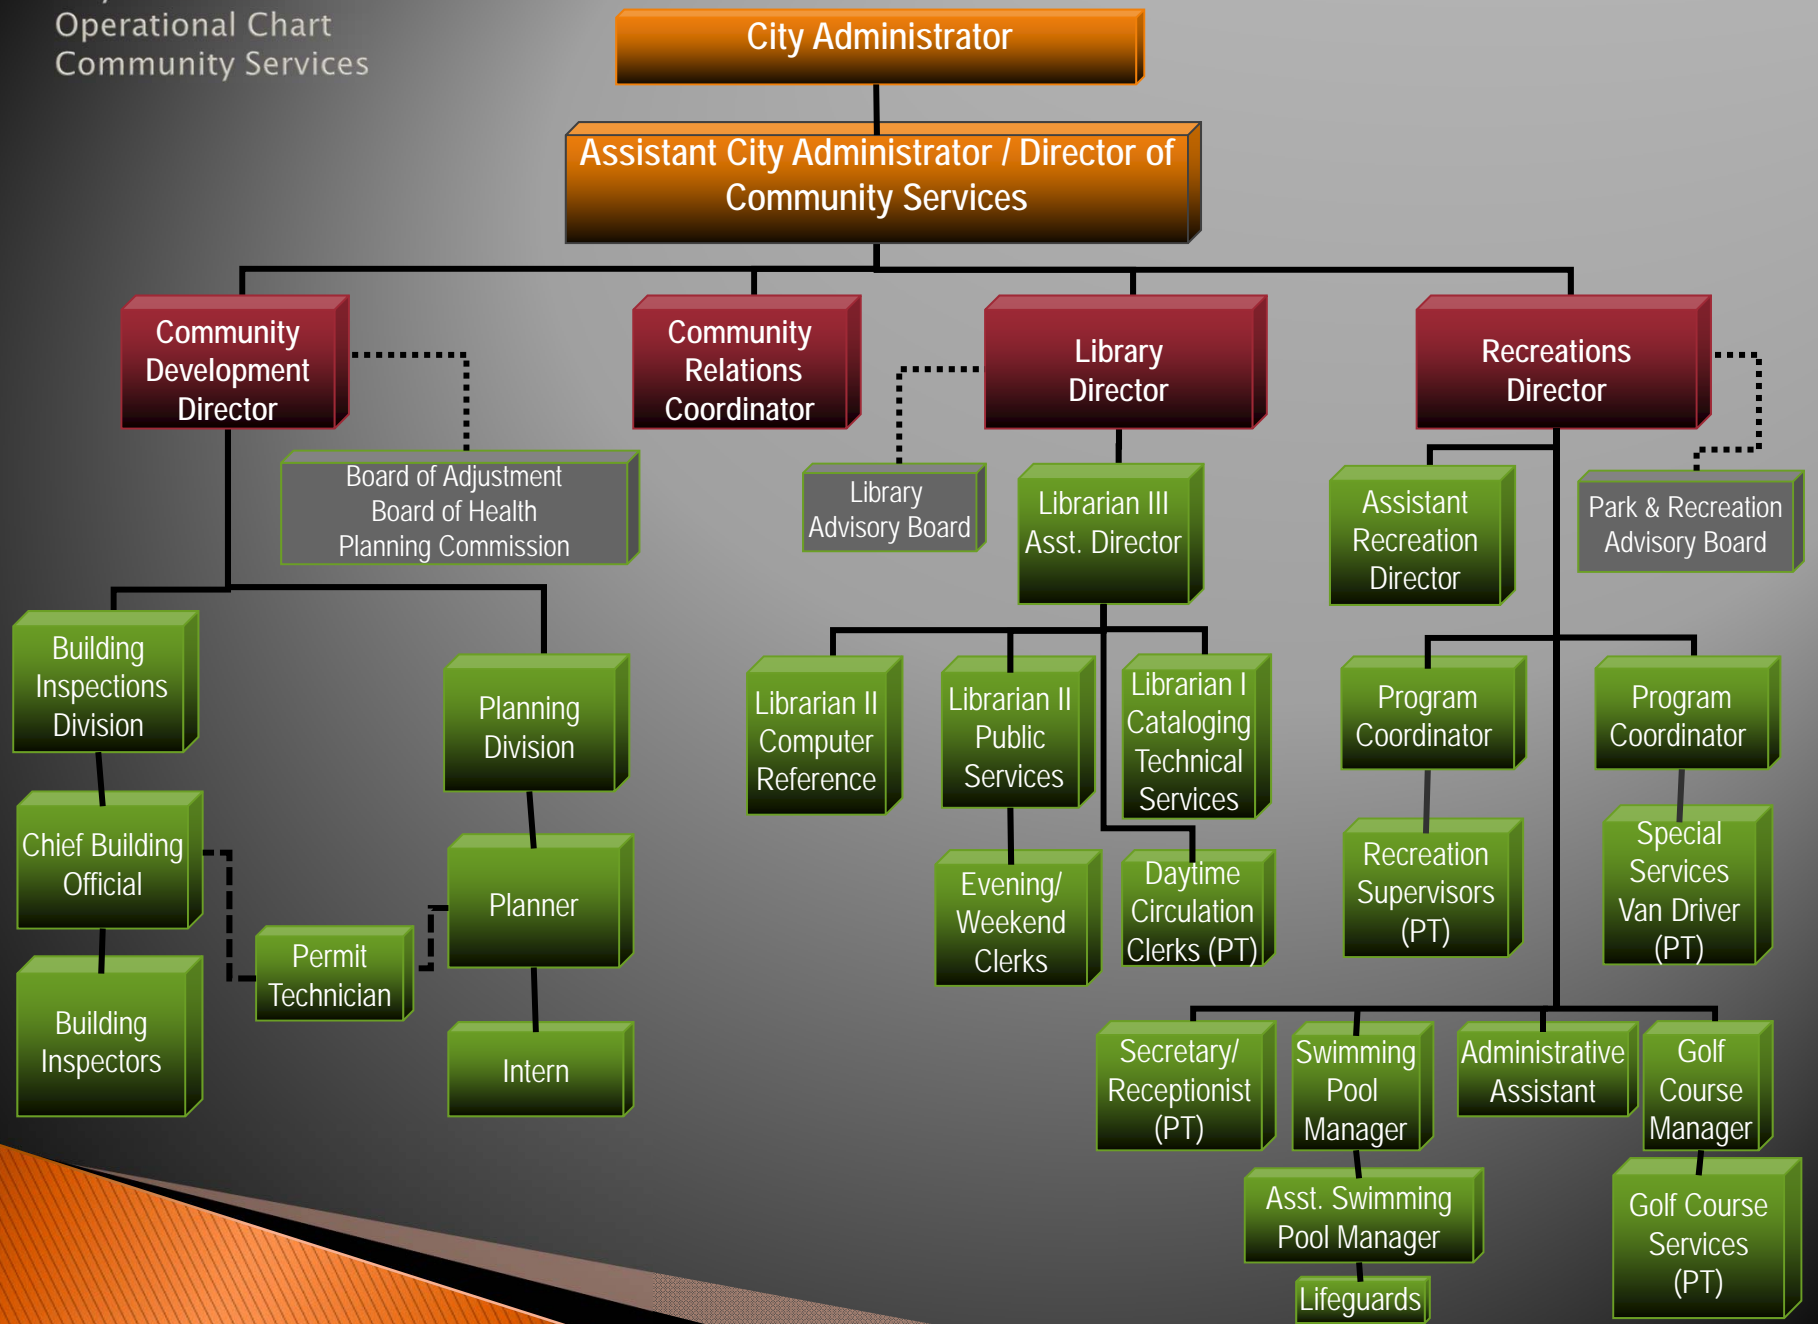 Operational Chart
Community Services
City Administrator
Assistant City Administrator / Director of
Community Services
Community
Development
Director
Community
Relations
Coordinator
Library
Director
Recreations
Director
Board of Adjustment
Board of Health
Planning Commission
Library
Advisory Board
Librarian III
Asst. Director
Assistant
Recreation
Director
Park & Recreation
Advisory Board
Building
Inspections
Division
Planning
Division
Librarian II
Computer
Reference
Librarian II
Public
Services
Librarian I
Cataloging
Technical
Services
Program
Coordinator
Program
Coordinator
Chief Building
Official
Planner
Permit
Technician
Evening/
Weekend
Clerks
Daytime
Circulation
Clerks (PT)
Recreation
Supervisors
(PT)
Special
Services
Van Driver
(PT)
Building
Inspectors
Intern
Secretary/
Receptionist
(PT)
Swimming
Pool
Manager
Administrative
Assistant
Golf
Course
Manager
Asst. Swimming
Pool Manager
Golf Course
Services
(PT)
Lifeguards